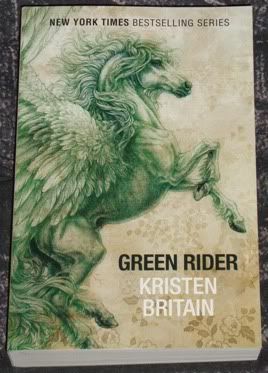 NEW YORK TIMES BESTSELLING SERIES
GREEN RIDER
KRISTEN
BRITAIN